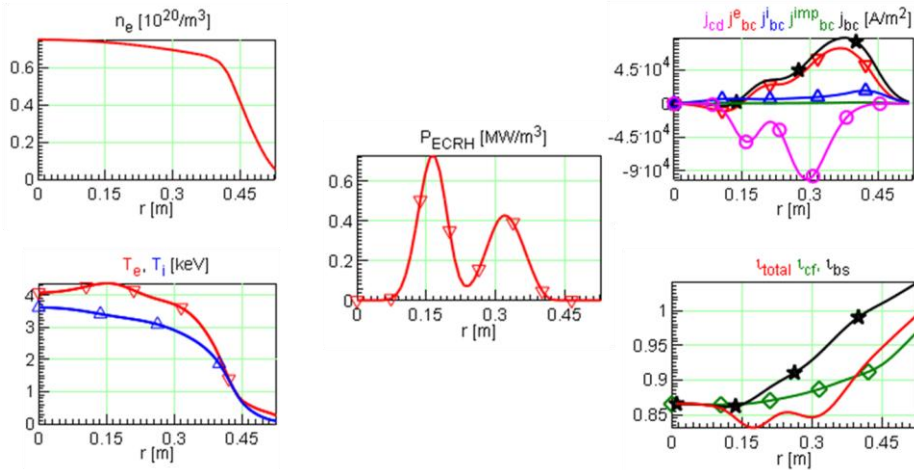 n_e [10^20/m^3]
0.6
0.4
0.2
0
0 0.15 0.3 0.45
r [m]
T_e, T_i [keV]
4
3
2
1
0
0 0.15 0.3 0.45
r [m]
P_ECRH [MW/m^3]
0.6
0.4
0.2
0
0 0.15 0.3 0.45
r [m]
j_cd j^e_bc j^i_bc j^imp_bc j_bc [A/m^2]
4.5·10^4
0
-4.5·10^4
-9·10^4
0 0.15 0.3 0.45
r [m]
ι_total ι_cf, ι_bs
1
0.95
0.9
0.85
0 0.15 0.3 0.45
r [m]